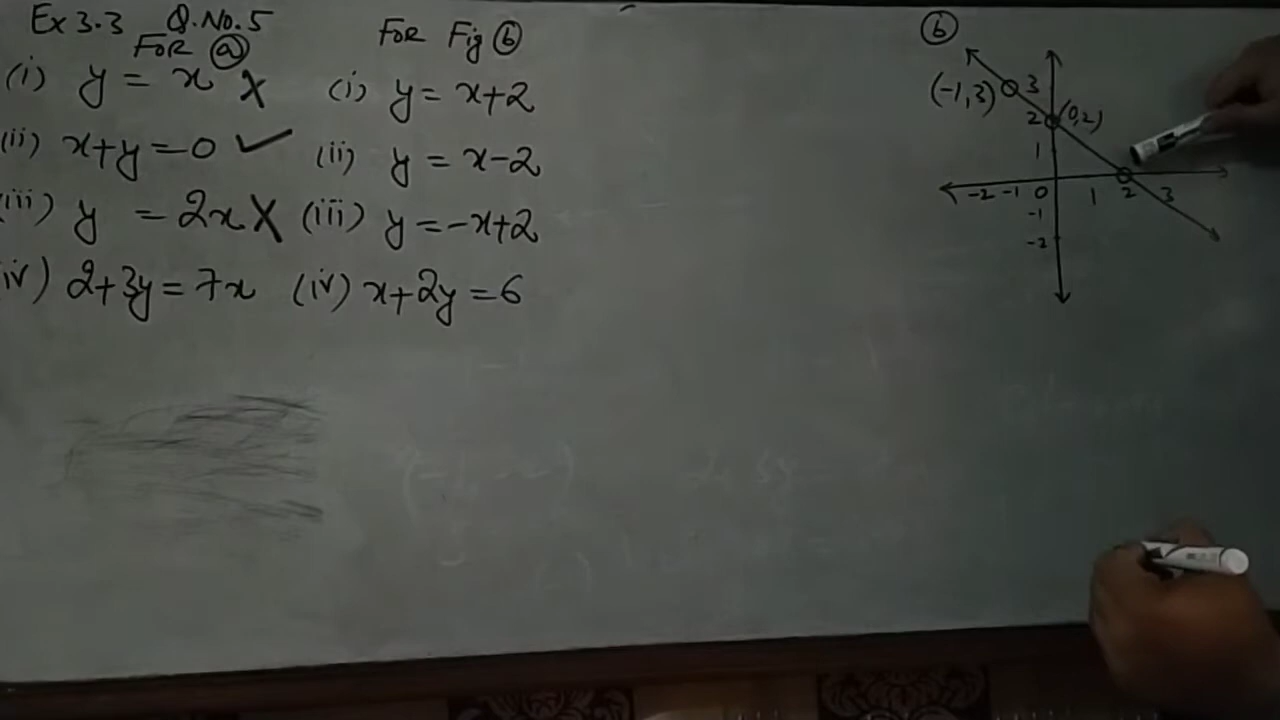 Ex 3.3 Q.No.5
FOR ⓐ
(i) y = x ✗
(ii) x+y=0 ✓
(iii) y = 2x ✗
(iv) 2+3y=7x
FOR Fig ⓑ
(i) y = x+2
(ii) y = x-2
(iii) y = -x+2
(iv) x+2y=6
ⓑ
(-1,3) 3
2 (0,2)
1
-2 -1 0 1 2 3
-1
-2